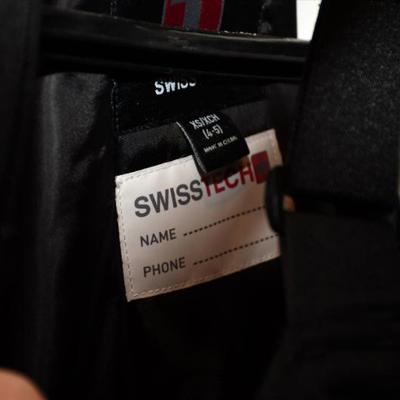 SWISS
XS/XCH
(4-5)
SWISSTECH
NAME
PHONE